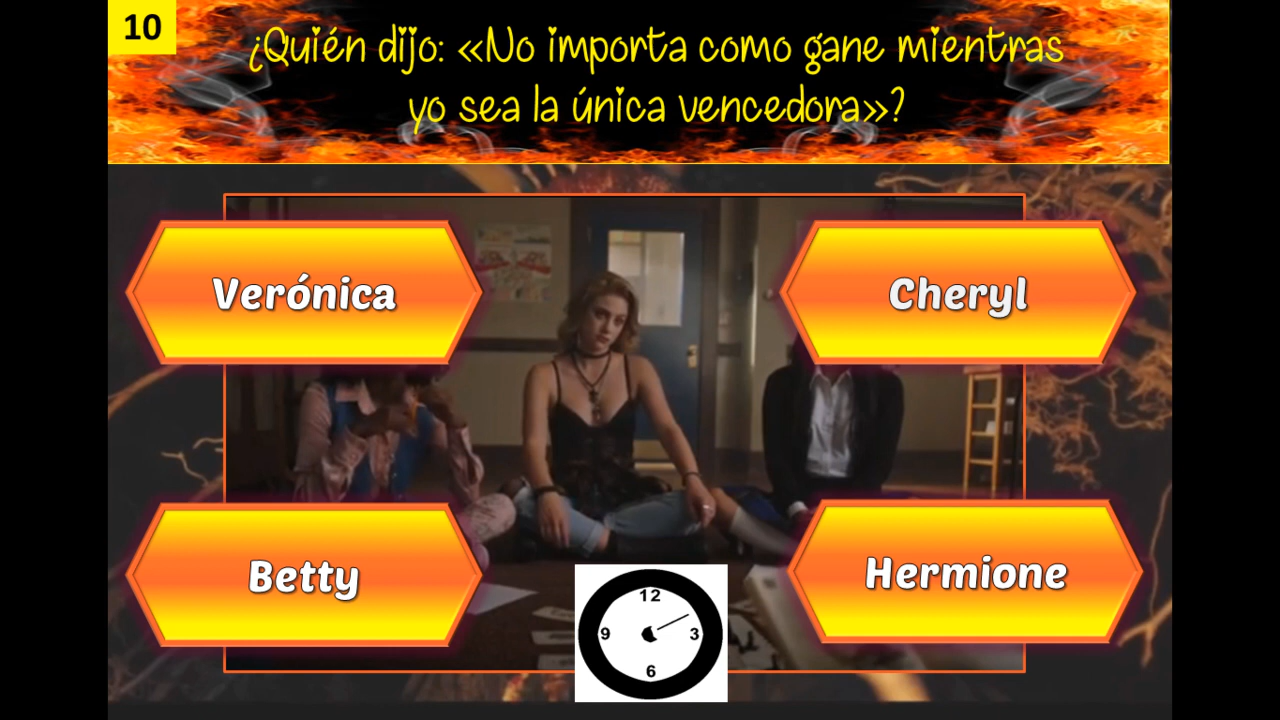 10
¿Quién dijo: «No importa como gane mientras
yo sea la única vencedora»?
Verónica
Cheryl
Betty
Hermione
12
9 3
6